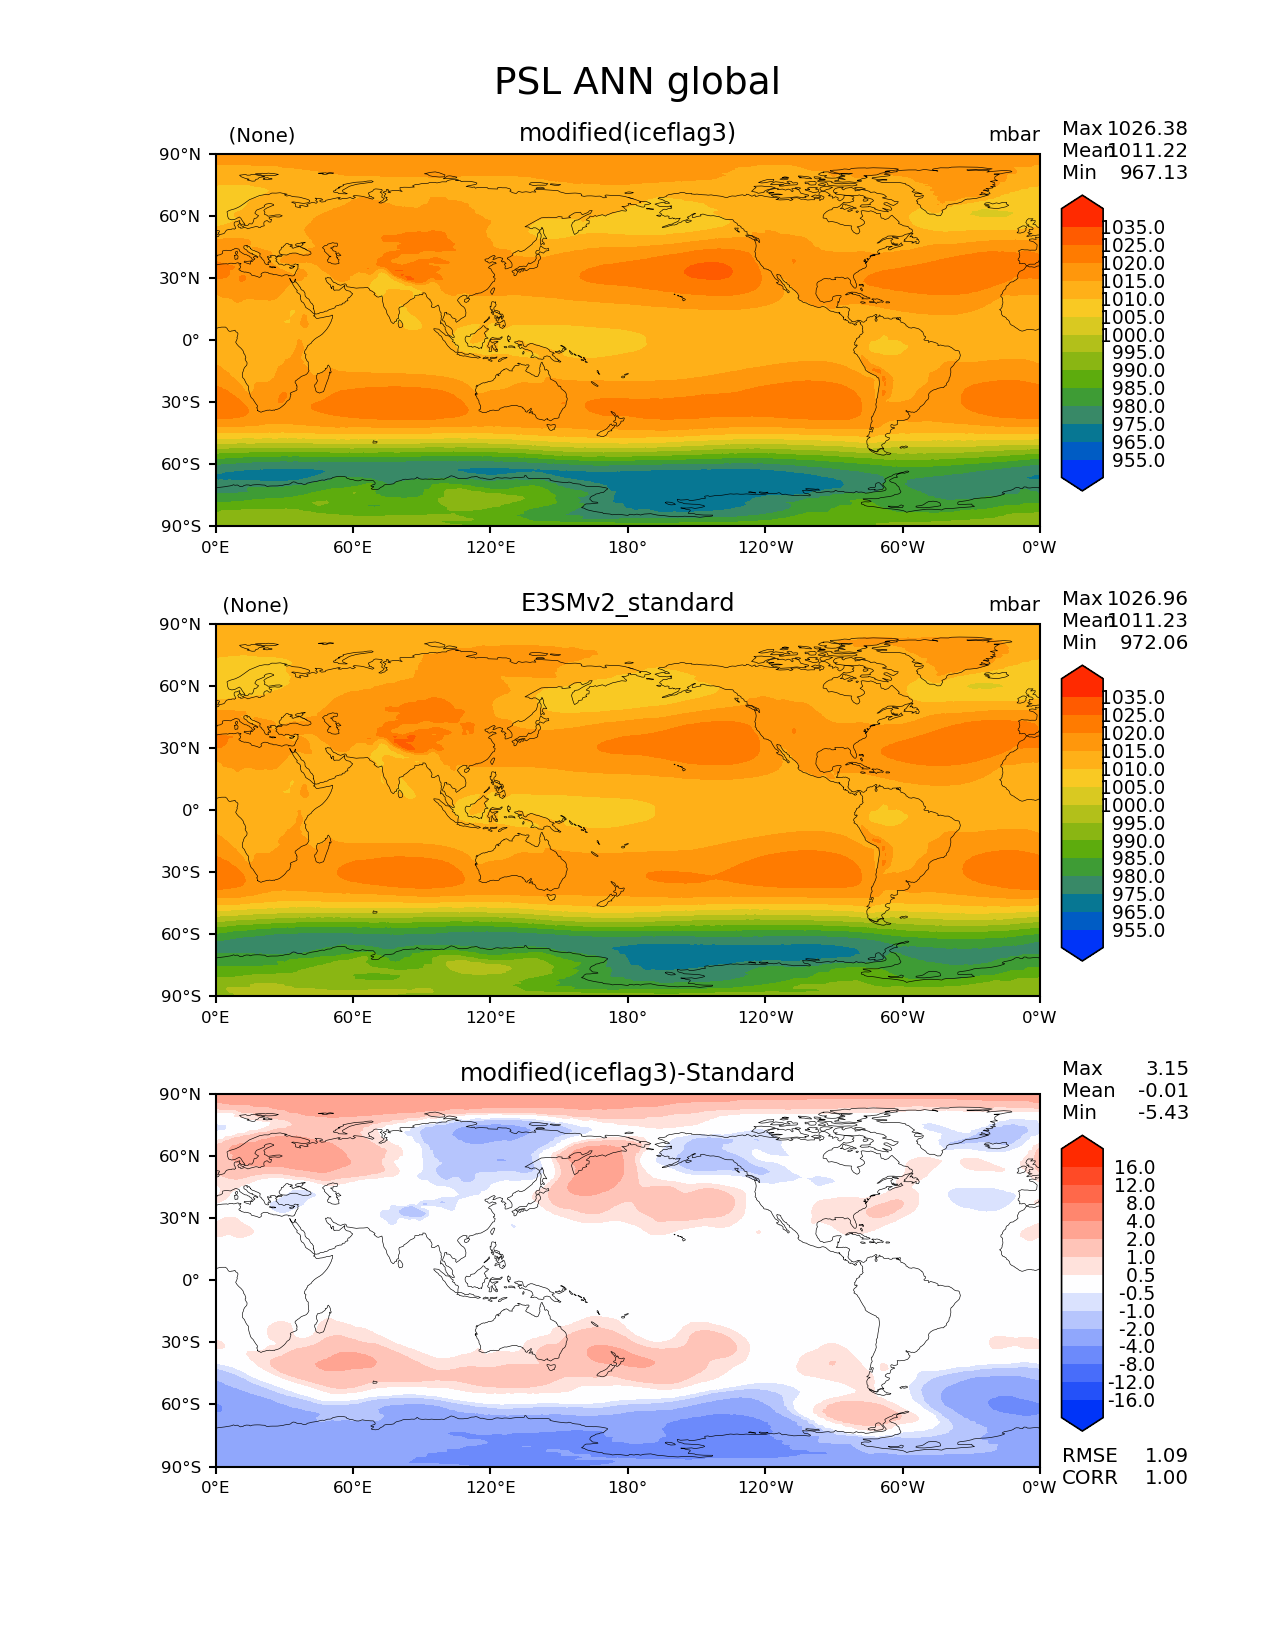 PSL ANN global
(None) modified(iceflag3) mbar
Max 1026.38
Mean 1011.22
Min 967.13
90°N
60°N
30°N
0°
30°S
60°S
90°S
0°E 60°E 120°E 180° 120°W 60°W 0°W
1035.0
1025.0
1020.0
1015.0
1010.0
1005.0
1000.0
995.0
990.0
985.0
980.0
975.0
965.0
955.0
(None) E3SMv2_standard mbar
Max 1026.96
Mean 1011.23
Min 972.06
90°N
60°N
30°N
0°
30°S
60°S
90°S
0°E 60°E 120°E 180° 120°W 60°W 0°W
1035.0
1025.0
1020.0
1015.0
1010.0
1005.0
1000.0
995.0
990.0
985.0
980.0
975.0
965.0
955.0
modified(iceflag3)-Standard
Max 3.15
Mean -0.01
Min -5.43
90°N
60°N
30°N
0°
30°S
60°S
90°S
0°E 60°E 120°E 180° 120°W 60°W 0°W
16.0
12.0
8.0
4.0
2.0
1.0
0.5
-0.5
-1.0
-2.0
-4.0
-8.0
-12.0
-16.0
RMSE 1.09
CORR 1.00